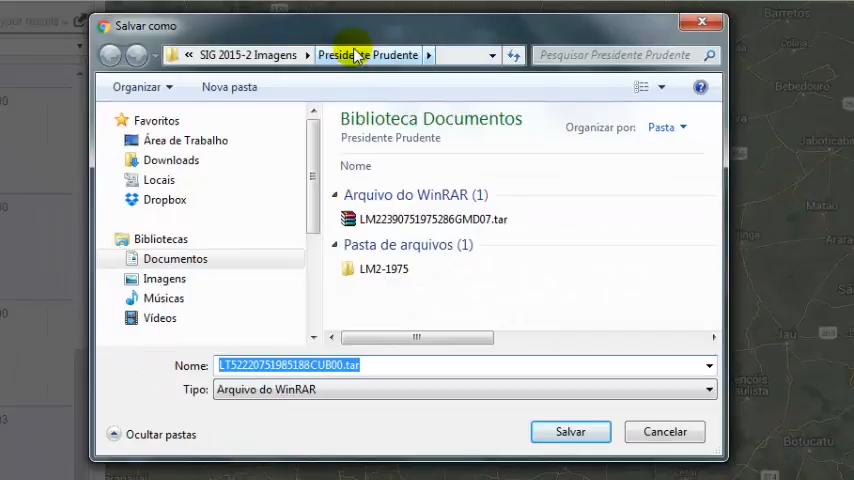 Salvar como
« SIG 2015-2 Imagens Presidente Prudente
Pesquisar Presidente Prudente
Organizar Nova pasta
Favoritos
Área de Trabalho
Downloads
Locais
Dropbox
Bibliotecas
Documentos
Imagens
Músicas
Vídeos
Biblioteca Documentos
Presidente Prudente
Organizar por: Pasta
Nome
Arquivo do WinRAR (1)
LM22390751975286GMD07.tar
Pasta de arquivos (1)
LM2-1975
Nome: LT52220751985188CUB00.tar
Tipo: Arquivo do WinRAR
Ocultar pastas
Salvar Cancelar
Barretos
Colina
Bebedouro
Jaboticabal
Matão
Araraquara
Jaú
Botucatu